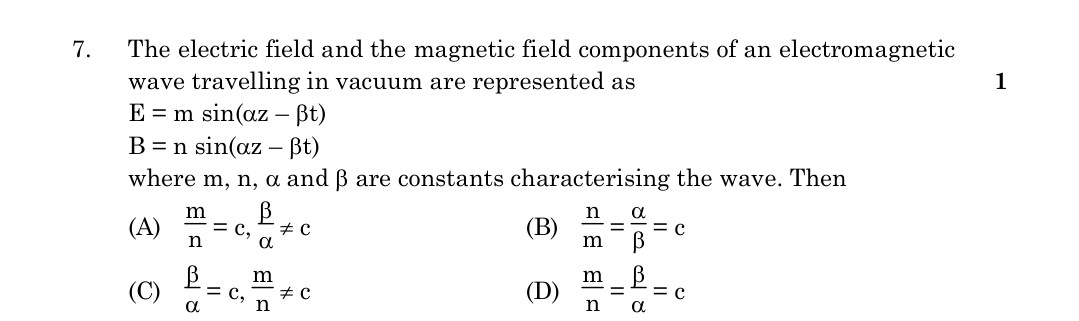 7. The electric field and the magnetic field components of an electromagnetic
wave travelling in vacuum are represented as 1
E = m sin(αz – βt)
B = n sin(αz – βt)
where m, n, α and β are constants characterising the wave. Then
(A) m/n = c, β/α ≠ c (B) n/m = α/β = c
(C) β/α = c, m/n ≠ c (D) m/n = β/α = c